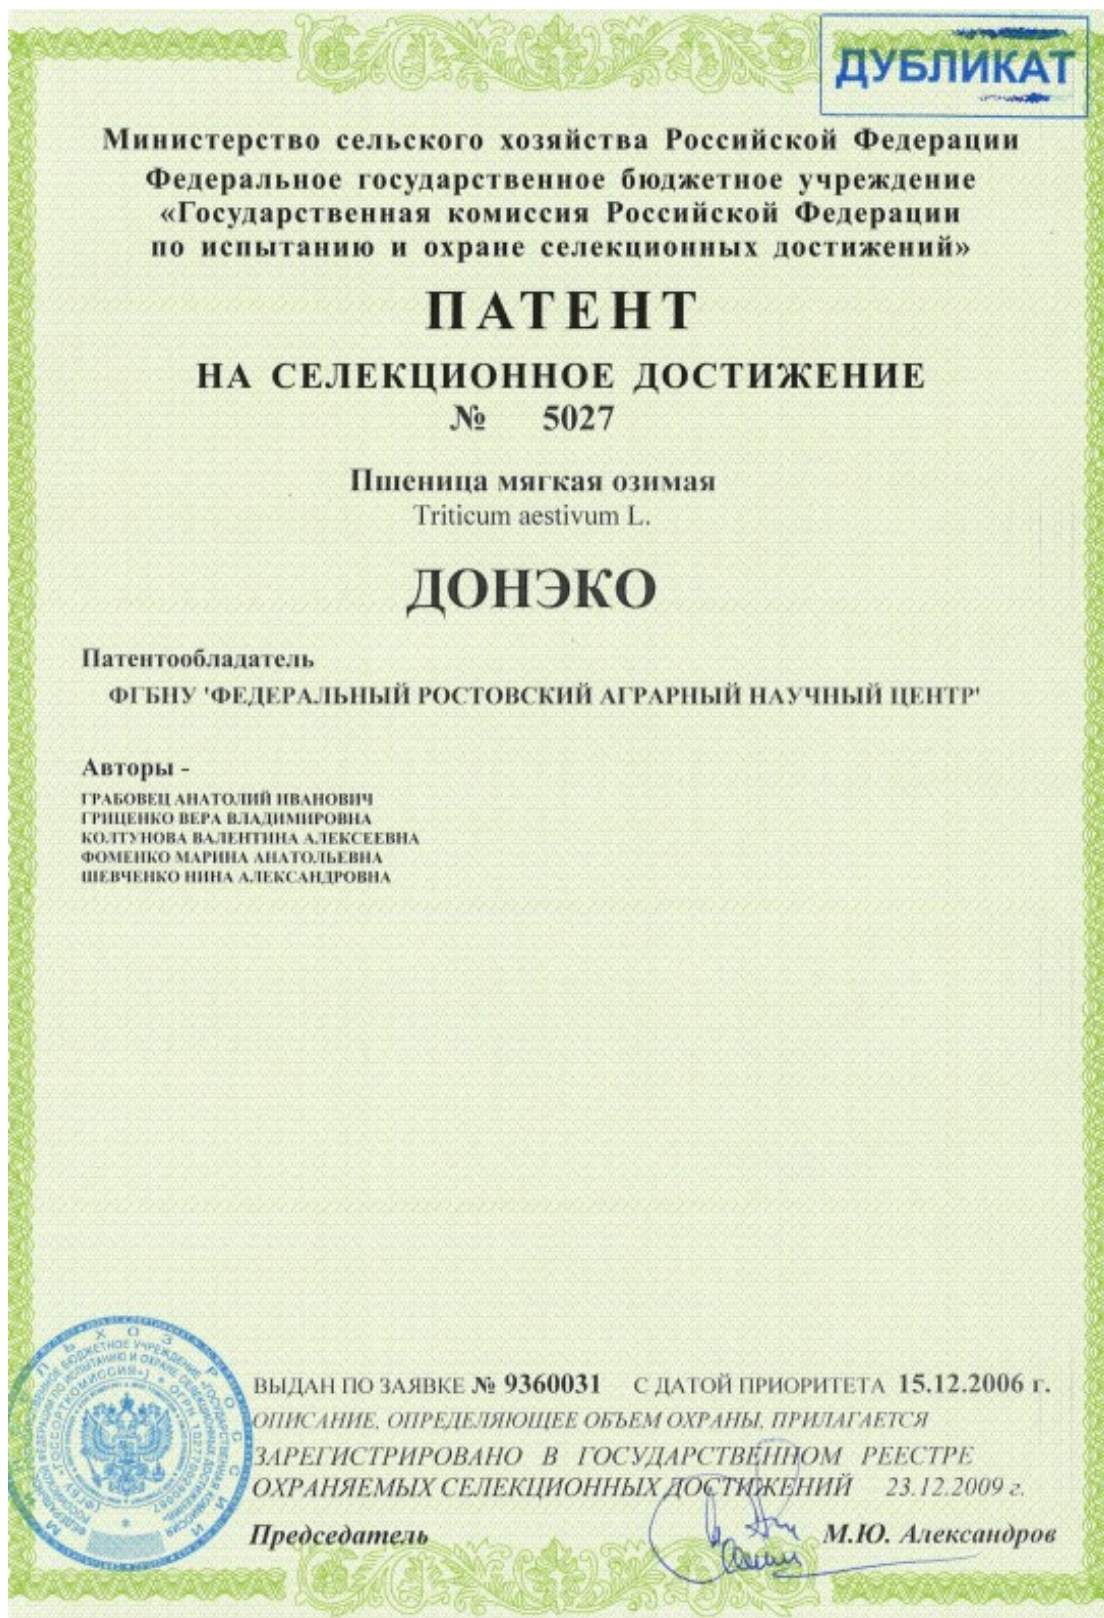 ДУБЛИКАТ
Министерство сельского хозяйства Российской Федерации
Федеральное государственное бюджетное учреждение
«Государственная комиссия Российской Федерации
по испытанию и охране селекционных достижений»
ПАТЕНТ
НА СЕЛЕКЦИОННОЕ ДОСТИЖЕНИЕ
№ 5027
Пшеница мягкая озимая
Triticum aestivum L.
ДОНЭКО
Патентообладатель
ФГБНУ 'ФЕДЕРАЛЬНЫЙ РОСТОВСКИЙ АГРАРНЫЙ НАУЧНЫЙ ЦЕНТР'
Авторы -
ГРАБОВЕЦ АНАТОЛИЙ ИВАНОВИЧ
ГРИЦЕНКО ВЕРА ВЛАДИМИРОВНА
КОЛТУНОВА ВАЛЕНТИНА АЛЕКСЕЕВНА
ФОМЕНКО МАРИНА АНАТОЛЬЕВНА
ШЕВЧЕНКО НИНА АЛЕКСАНДРОВНА
ВЫДАН ПО ЗАЯВКЕ № 9360031 С ДАТОЙ ПРИОРИТЕТА 15.12.2006 г.
ОПИСАНИЕ, ОПРЕДЕЛЯЮЩЕЕ ОБЪЕМ ОХРАНЫ, ПРИЛАГАЕТСЯ
ЗАРЕГИСТРИРОВАНО В ГОСУДАРСТВЕННОМ РЕЕСТРЕ
ОХРАНЯЕМЫХ СЕЛЕКЦИОННЫХ ДОСТИЖЕНИЙ 23.12.2009 г.
Председатель М.Ю. Александров